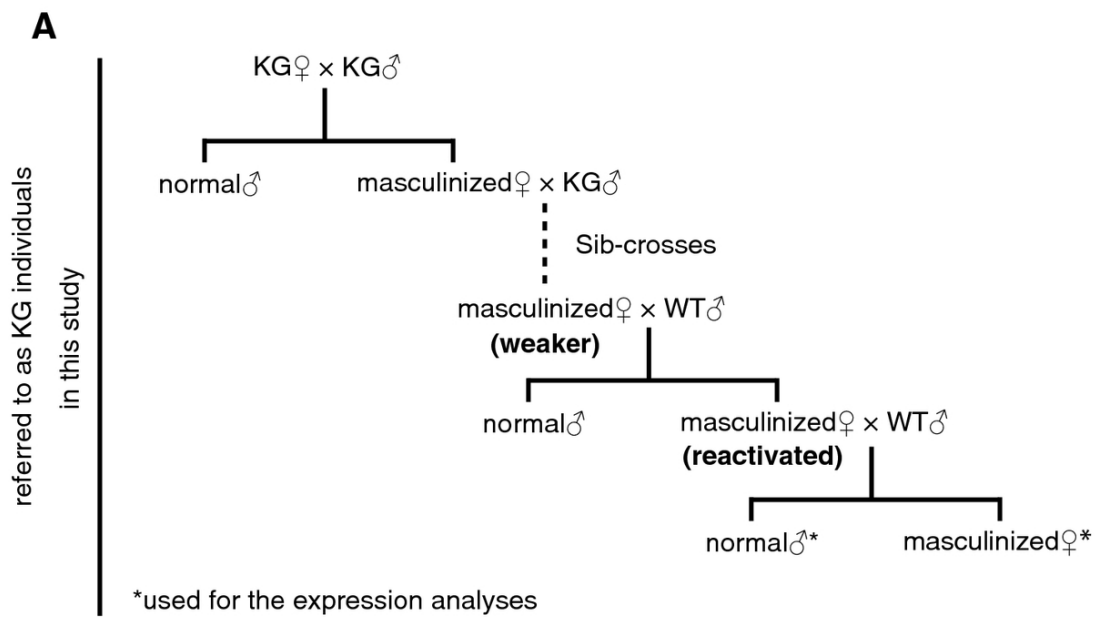 A
referred to as KG individuals
in this study
KG♀ × KG♂
normal♂
masculinized♀ × KG♂
Sib-crosses
masculinized♀ × WT♂
(weaker)
normal♂
masculinized♀ × WT♂
(reactivated)
normal♂*
masculinized♀*
*used for the expression analyses